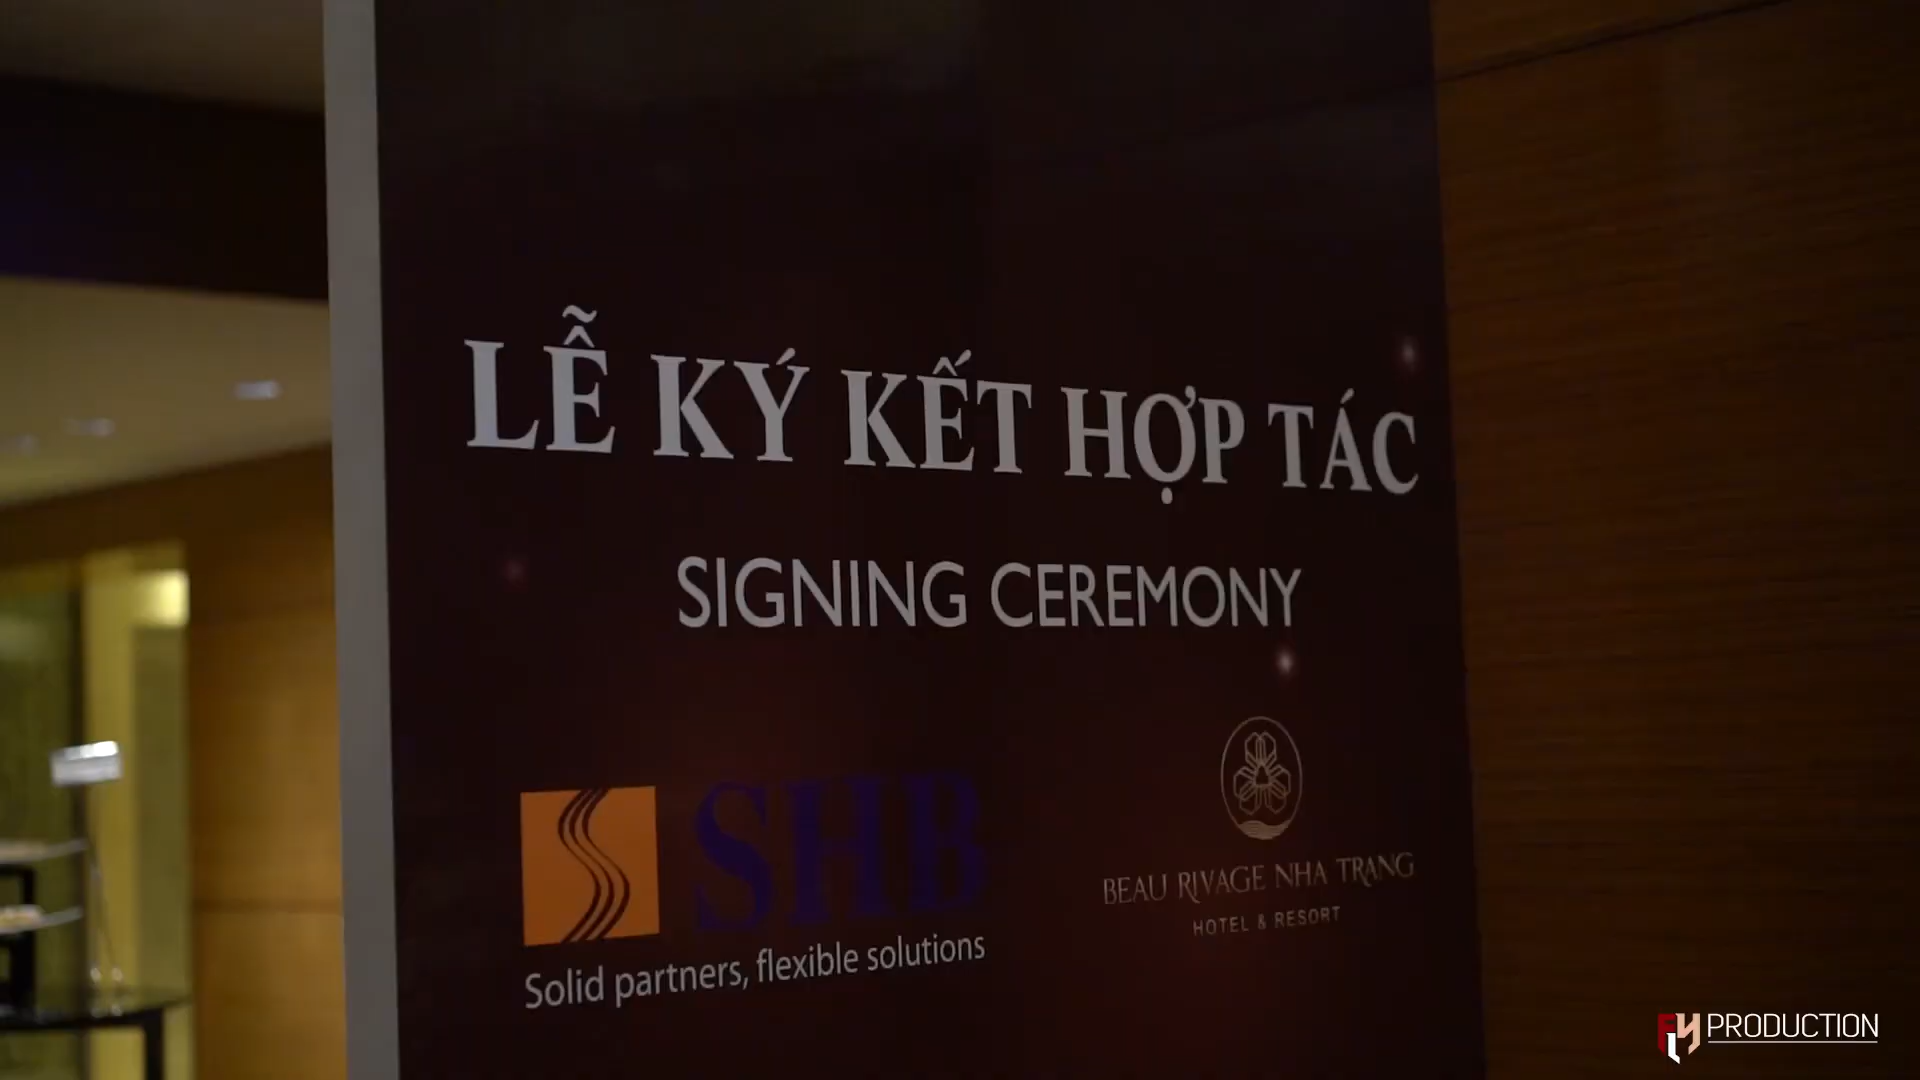 LỄ KÝ KẾT HỢP TÁC
SIGNING CEREMONY
SHB
Solid partners, flexible solutions
BEAU RIVAGE NHA TRANG
HOTEL & RESORT
FLY PRODUCTION